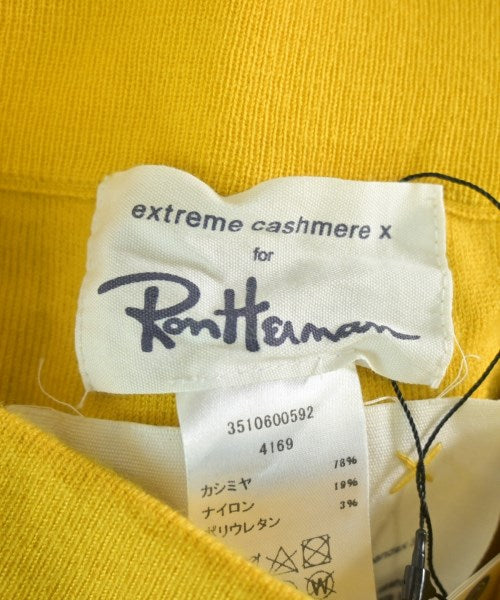 extreme cashmere x
for
Ron Herman
3510600592
4169
カシミヤ 18%
ナイロン 19%
ポリウレタン 3%
W